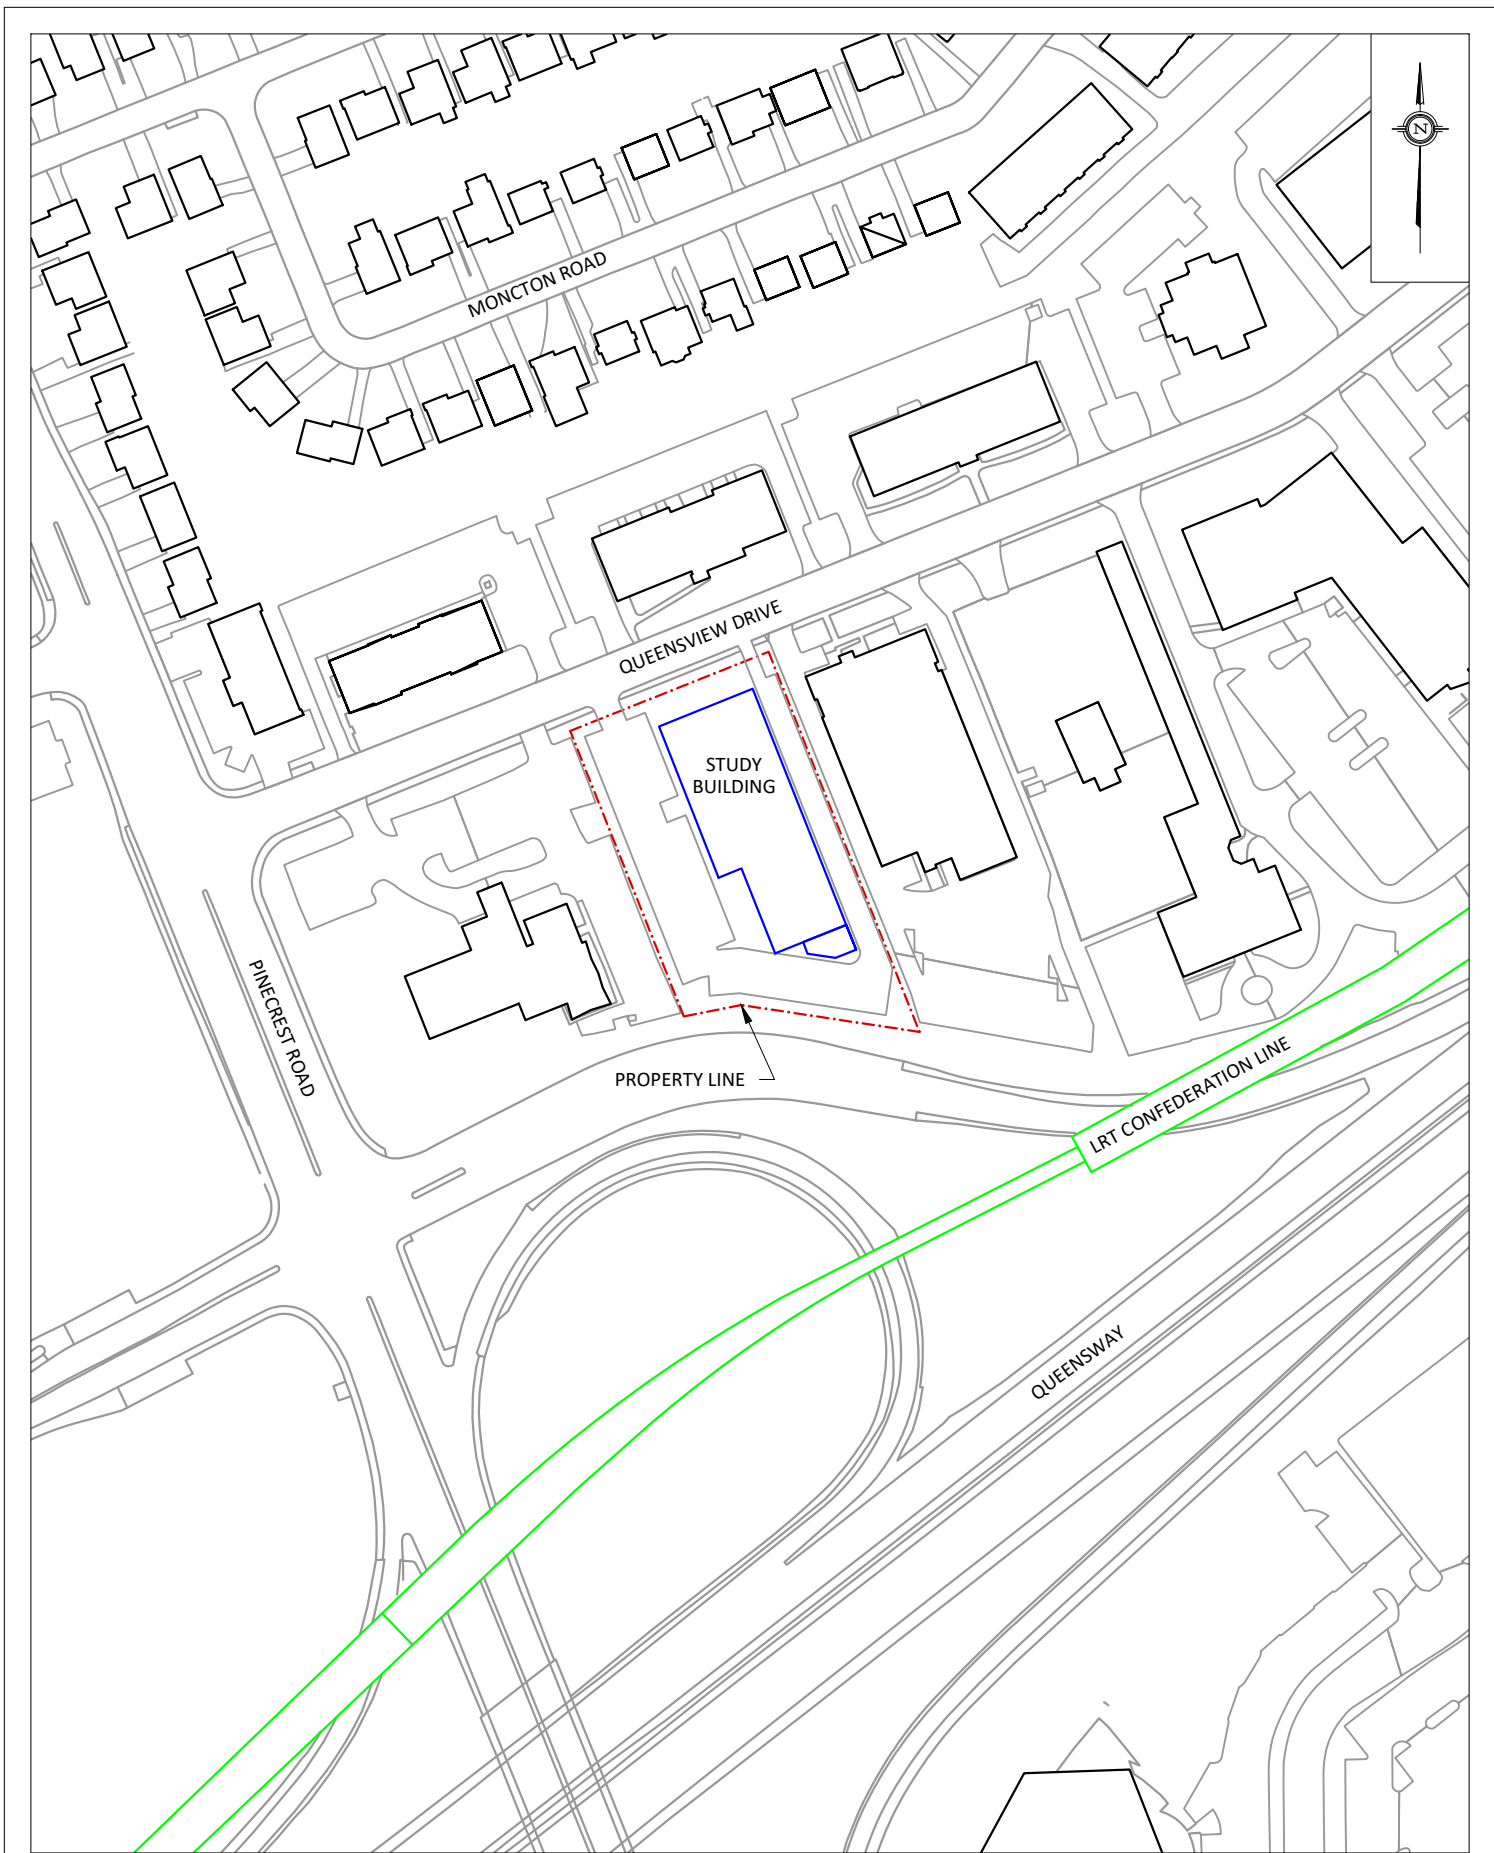 N
MONCTON ROAD
QUEENSVIEW DRIVE
STUDY
BUILDING
PINECREST ROAD
PROPERTY LINE
LRT CONFEDERATION LINE
QUEENSWAY